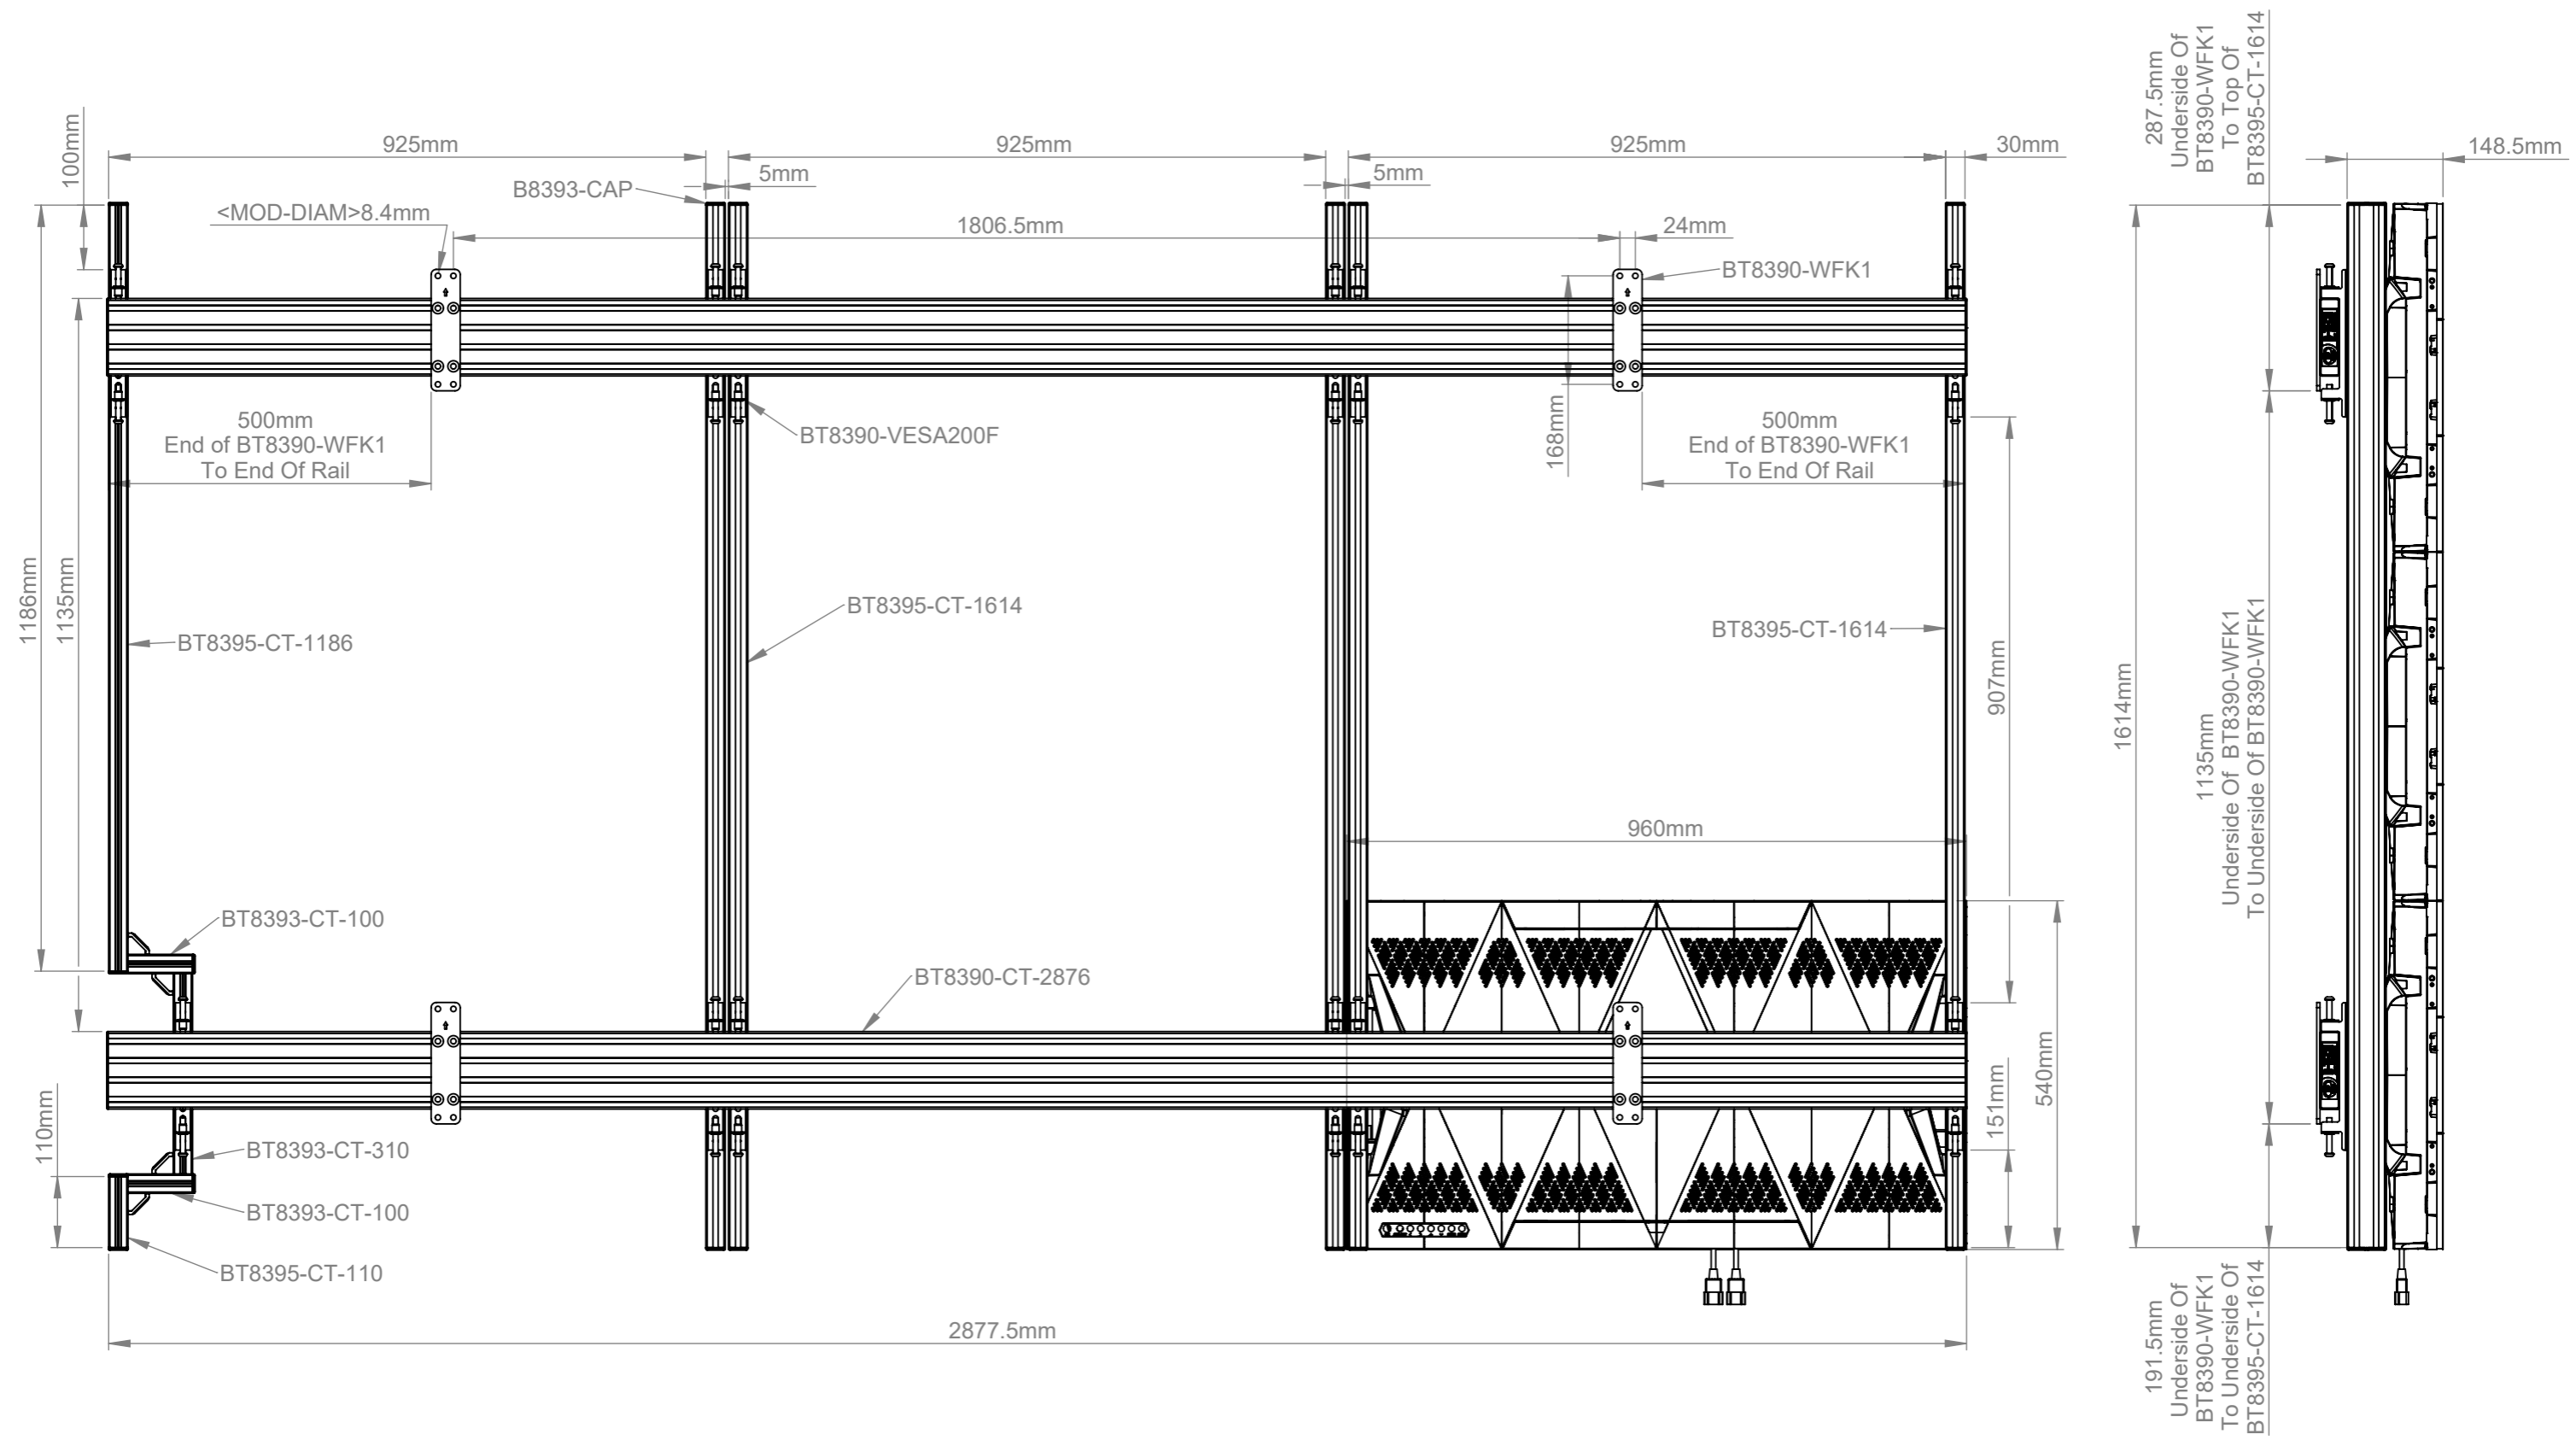 925mm
925mm
925mm
30mm
100mm
5mm
5mm
B8393-CAP
<MOD-DIAM>8.4mm
1806.5mm
24mm
BT8390-WFK1
500mm
End of BT8390-WFK1
To End Of Rail
BT8390-VESA200F
168mm
500mm
End of BT8390-WFK1
To End Of Rail
1186mm
1135mm
BT8395-CT-1186
BT8395-CT-1614
BT8395-CT-1614
907mm
960mm
BT8393-CT-100
BT8390-CT-2876
110mm
BT8393-CT-310
BT8393-CT-100
BT8395-CT-110
151mm
540mm
2877.5mm
287.5mm
Underside Of
BT8390-WFK1
To Top Of
BT8395-CT-1614
148.5mm
1614mm
1135mm
Underside Of BT8390-WFK1
To Underside Of BT8390-WFK1
191.5mm
Underside Of
BT8390-WFK1
To Underside Of
BT8395-CT-1614